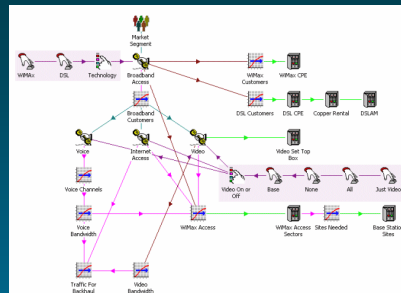 Market
Segment
WiMAx
DSL
Technology
Broadband
Access
WiMax
Customers
WiMax CPE
Broadband
Customers
DSL Customers
DSL CPE
Copper Rental
DSLAM
Voice
Internet
Access
Video
Video Set Top
Box
Voice Channels
Video On or
Off
Base
None
All
Just Video
Voice
Bandwidth
WiMax Access
WiMax Access
Sectors
Sites Needed
Base Station
Sites
Traffic For
Backhaul
Video
Bandwidth